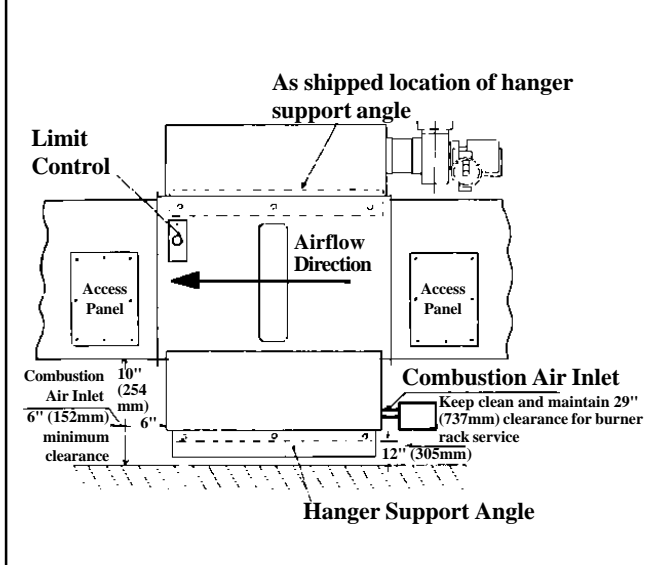 As shipped location of hanger
support angle
Limit
Control
Airflow
Direction
Access
Panel
Access
Panel
Combustion
Air Inlet
6" (152mm)
minimum
clearance
10"
(254
mm)
6"
Combustion Air Inlet
Keep clean and maintain 29"
(737mm) clearance for burner
rack service
12" (305mm)
Hanger Support Angle